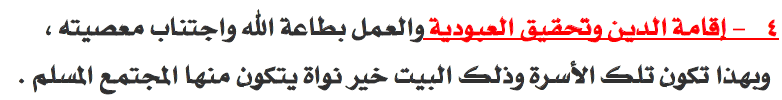 ٤ – إقامة الدين وتحقيق العبودية والعمل بطاعة الله واجتناب معصيته ،
وبهذا تكون تلك الأسرة وذلك البيت خير نواة يتكون منها المجتمع المسلم .